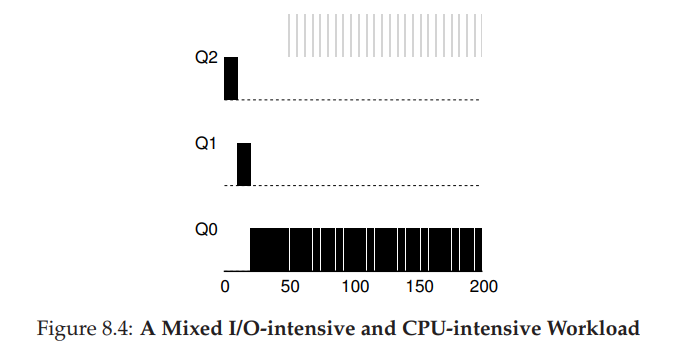 Q2
Q1
Q0
0 50 100 150 200
Figure 8.4: A Mixed I/O-intensive and CPU-intensive Workload